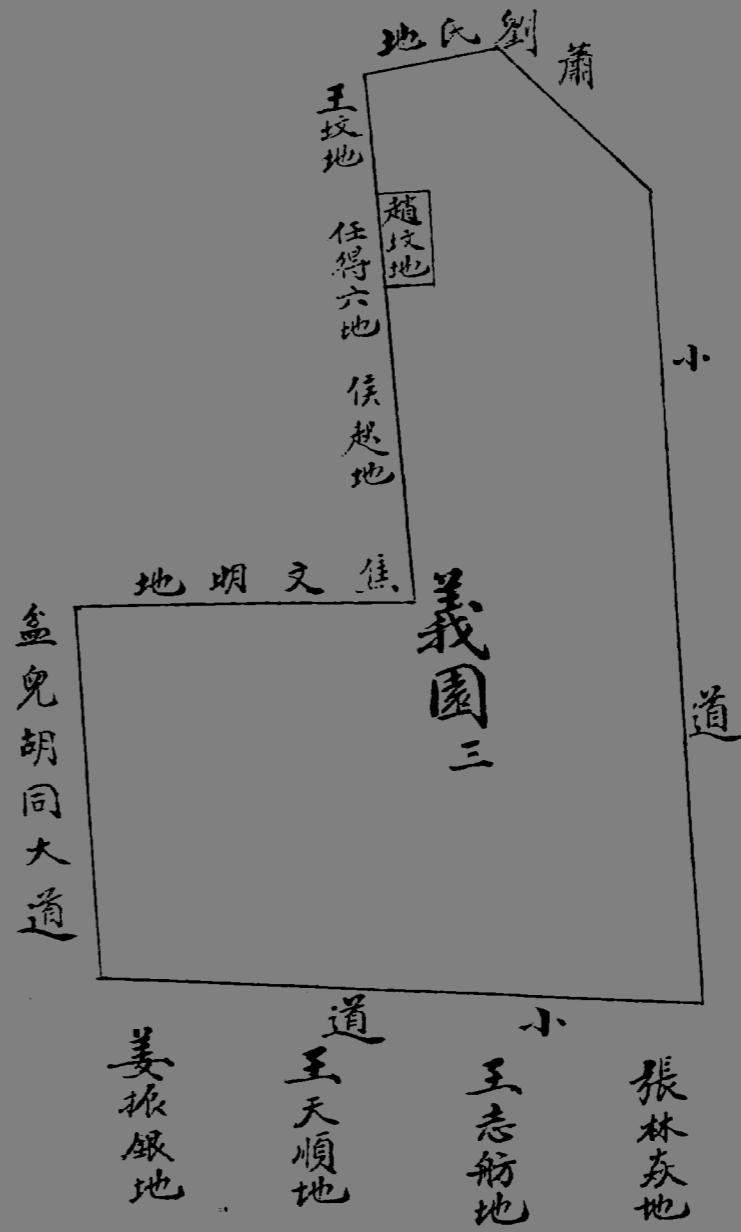 劉氏地
蕭
王坟地
趙坟地
任得六地
小道
侯起地
焦文明地
義園三
盆兒胡同大道
小道
張林焱地
王志舫地
王天順地
姜振銀地